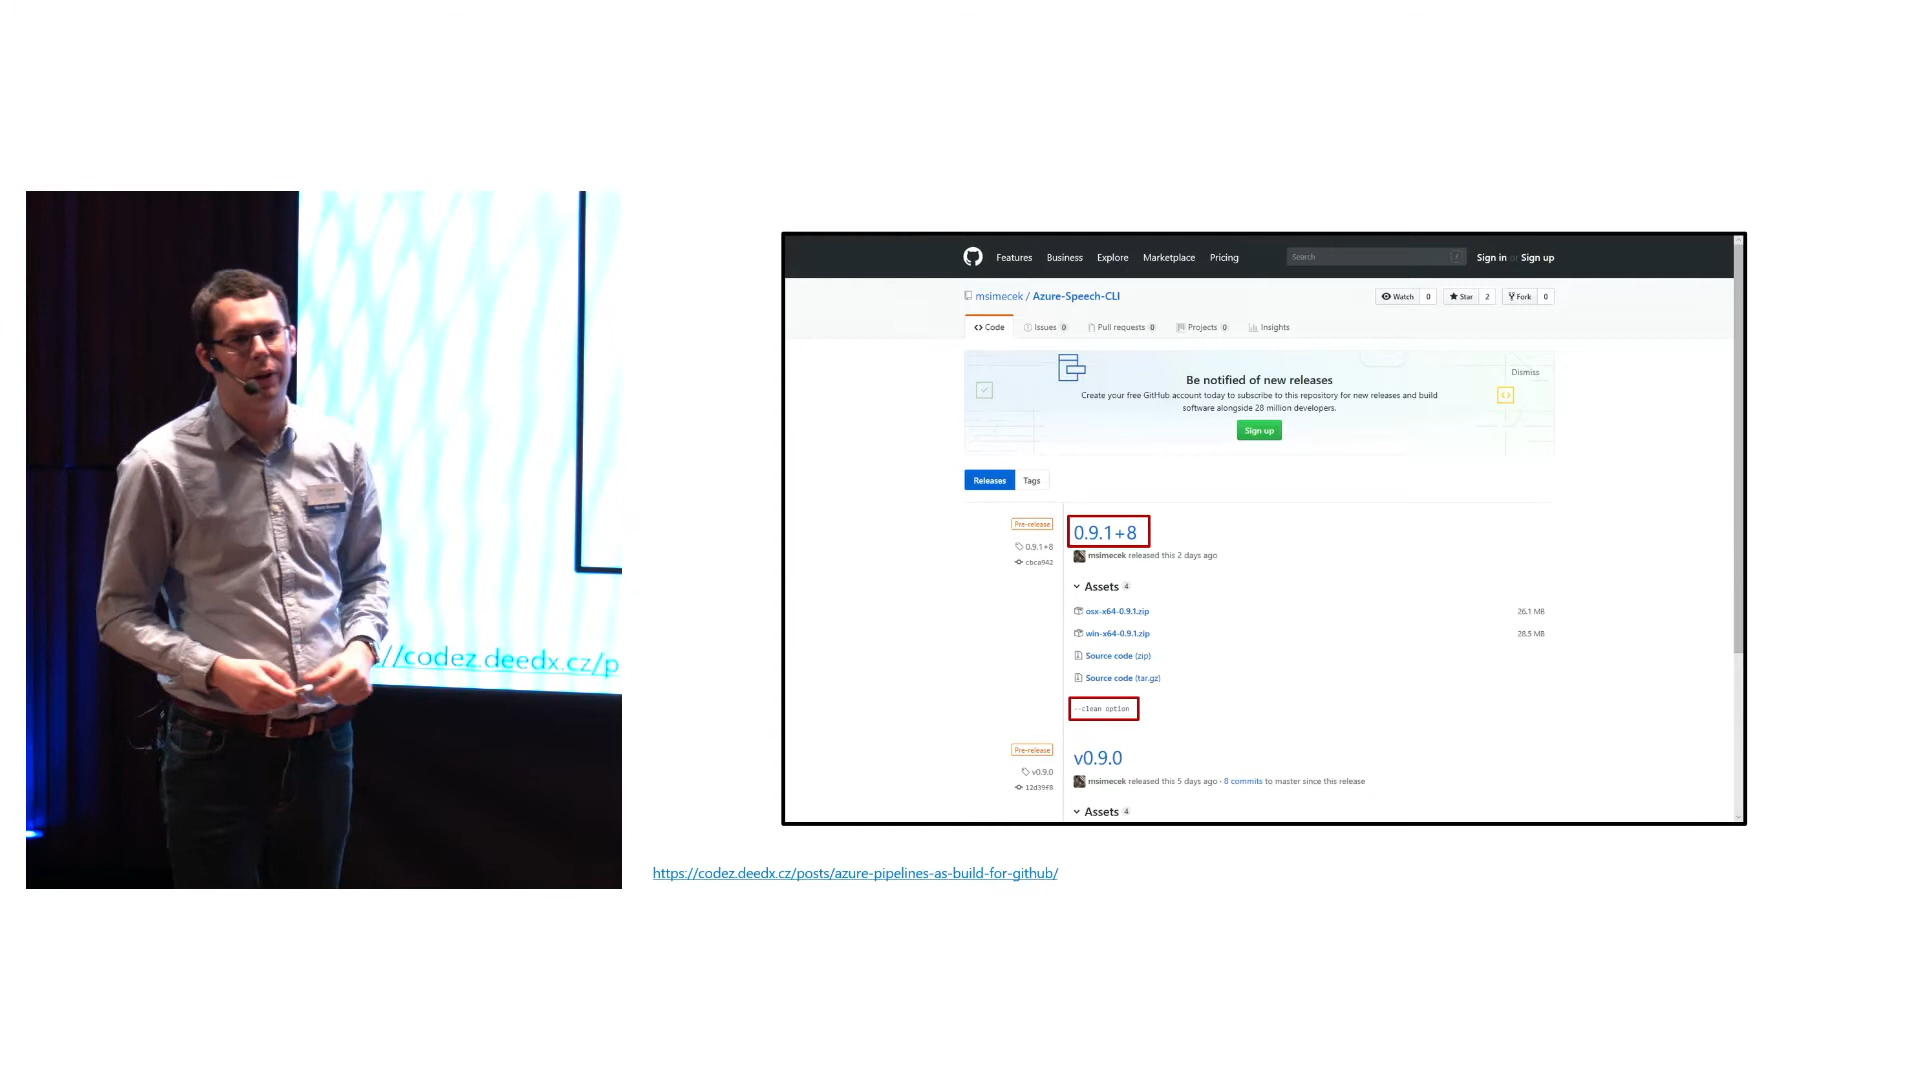 //codez.deedx.cz/p
Features Business Explore Marketplace Pricing Search / Sign in or Sign up
msimecek / Azure-Speech-CLI Watch 0 Star 2 Fork 0
Code Issues 0 Pull requests 0 Projects 0 Insights
Be notified of new releases
Dismiss
Create your free GitHub account today to subscribe to this repository for new releases and build
software alongside 28 million developers.
Sign up
Releases Tags
Pre-release
0.9.1+8
cbca942
0.9.1+8
msimecek released this 2 days ago
Assets 4
osx-x64-0.9.1.zip 26.1 MB
win-x64-0.9.1.zip 28.5 MB
Source code (zip)
Source code (tar.gz)
--clean option
Pre-release
v0.9.0
12d39f8
v0.9.0
msimecek released this 5 days ago · 8 commits to master since this release
Assets 4
https://codez.deedx.cz/posts/azure-pipelines-as-build-for-github/